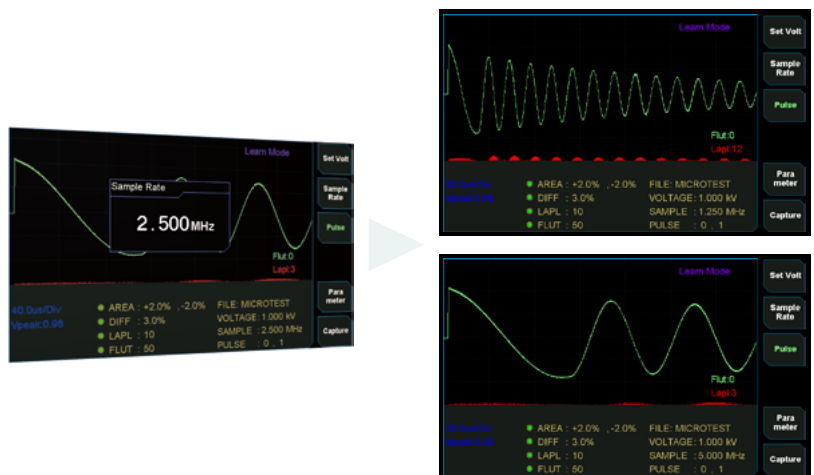 Learn Mode
Sample Rate
2.500MHz
Flut:0
Lapl:3
40.0us/Div
Vpeak:0.98
AREA : +2.0% ,-2.0%
DIFF : 3.0%
LAPL : 10
FLUT : 50
FILE: MICROTEST
VOLTAGE: 1.000 kV
SAMPLE : 2.500 MHz
PULSE : 0 . 1
Set Volt
Sample
Rate
Pulse
Para
meter
Capture
Learn Mode
Flut:0
Lapl:12
AREA : +2.0% ,-2.0%
DIFF : 3.0%
LAPL : 10
FLUT : 50
FILE: MICROTEST
VOLTAGE: 1.000 kV
SAMPLE : 1.250 MHz
PULSE : 0 . 1
Set Volt
Sample
Rate
Pulse
Para
meter
Capture
Learn Mode
Flut:0
Lapl:3
AREA : +2.0% ,-2.0%
DIFF : 3.0%
LAPL : 10
FLUT : 50
FILE: MICROTEST
VOLTAGE: 1.000 kV
SAMPLE : 5.000 MHz
PULSE : 0 . 1
Set Volt
Sample
Rate
Pulse
Para
meter
Capture